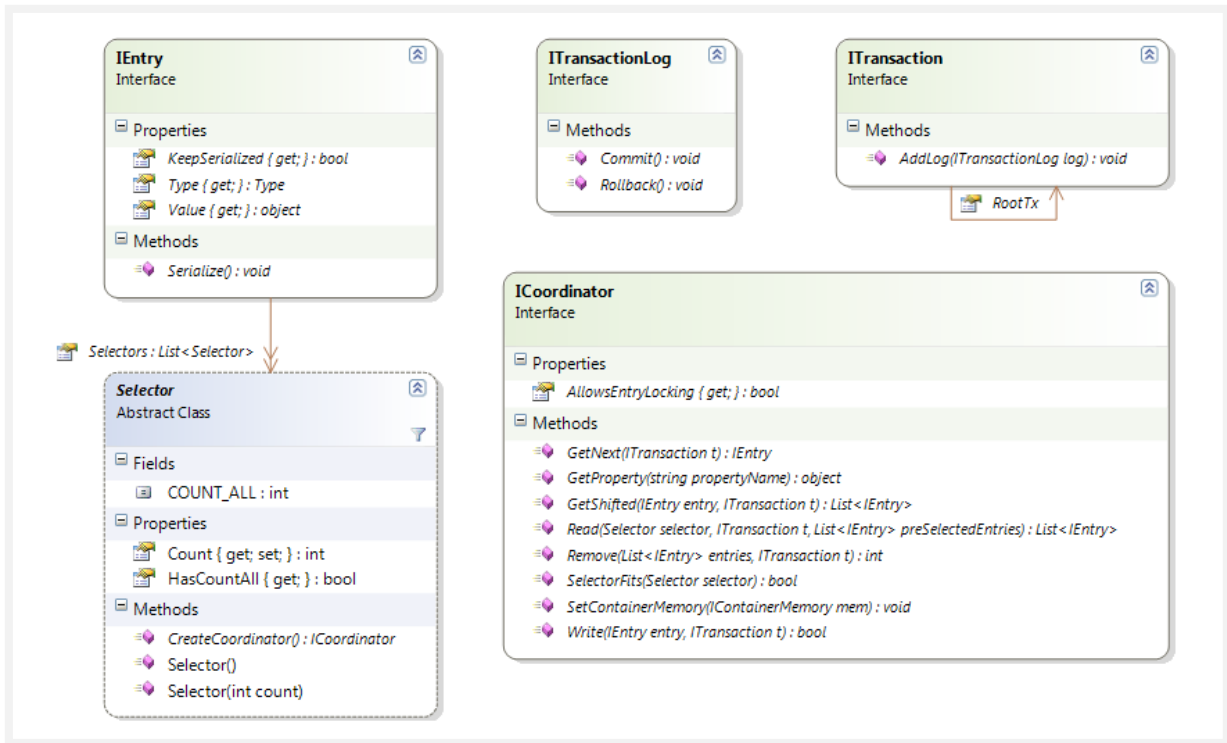 IEntry
Interface
Properties
KeepSerialized { get; } : bool
Type { get; } : Type
Value { get; } : object
Methods
Serialize() : void
Selectors : List<Selector>
Selector
Abstract Class
Fields
COUNT_ALL : int
Properties
Count { get; set; } : int
HasCountAll { get; } : bool
Methods
CreateCoordinator() : ICoordinator
Selector()
Selector(int count)
ITransactionLog
Interface
Methods
Commit() : void
Rollback() : void
ITransaction
Interface
Methods
AddLog(ITransactionLog log) : void
RootTx
ICoordinator
Interface
Properties
AllowsEntryLocking { get; } : bool
Methods
GetNext(ITransaction t) : IEntry
GetProperty(string propertyName) : object
GetShifted(IEntry entry, ITransaction t) : List<IEntry>
Read(Selector selector, ITransaction t, List<IEntry> preSelectedEntries) : List<IEntry>
Remove(List<IEntry> entries, ITransaction t) : int
SelectorFits(Selector selector) : bool
SetContainerMemory(IContainerMemory mem) : void
Write(IEntry entry, ITransaction t) : bool